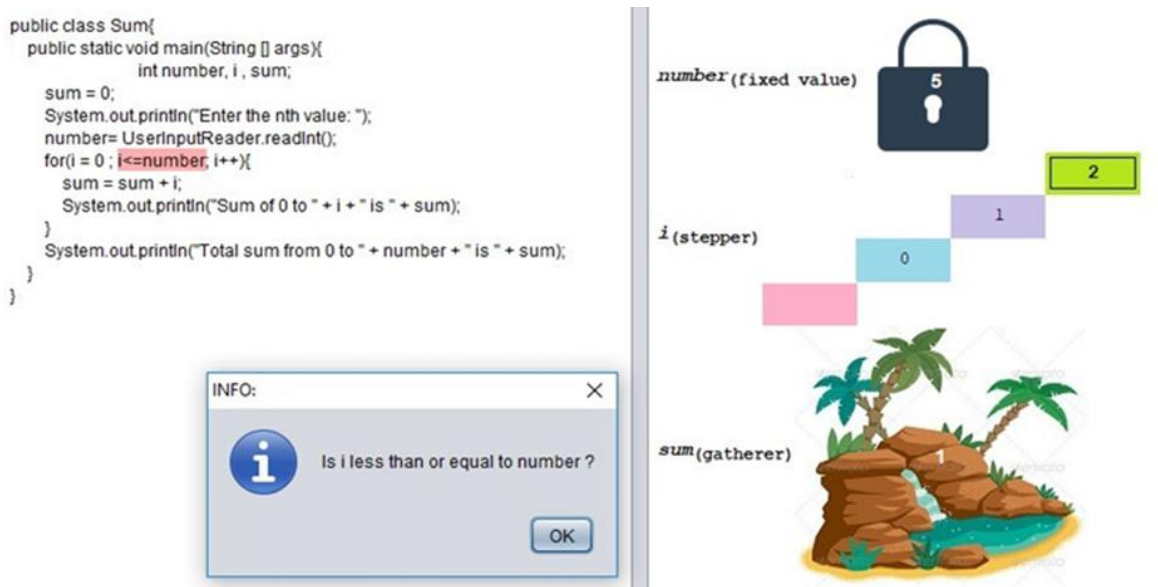 public class Sum{
public static void main(String [] args){
int number, i , sum;
sum = 0;
System.out.println("Enter the nth value: ");
number= UserInputReader.readInt();
for(i = 0 ; i<=number; i++){
sum = sum + i;
System.out.println("Sum of 0 to " + i + " is " + sum);
}
System.out.println("Total sum from 0 to " + number + " is " + sum);
}
}
INFO:
Is i less than or equal to number ?
OK
number(fixed value)
5
2
1
i(stepper)
0
sum(gatherer)
1